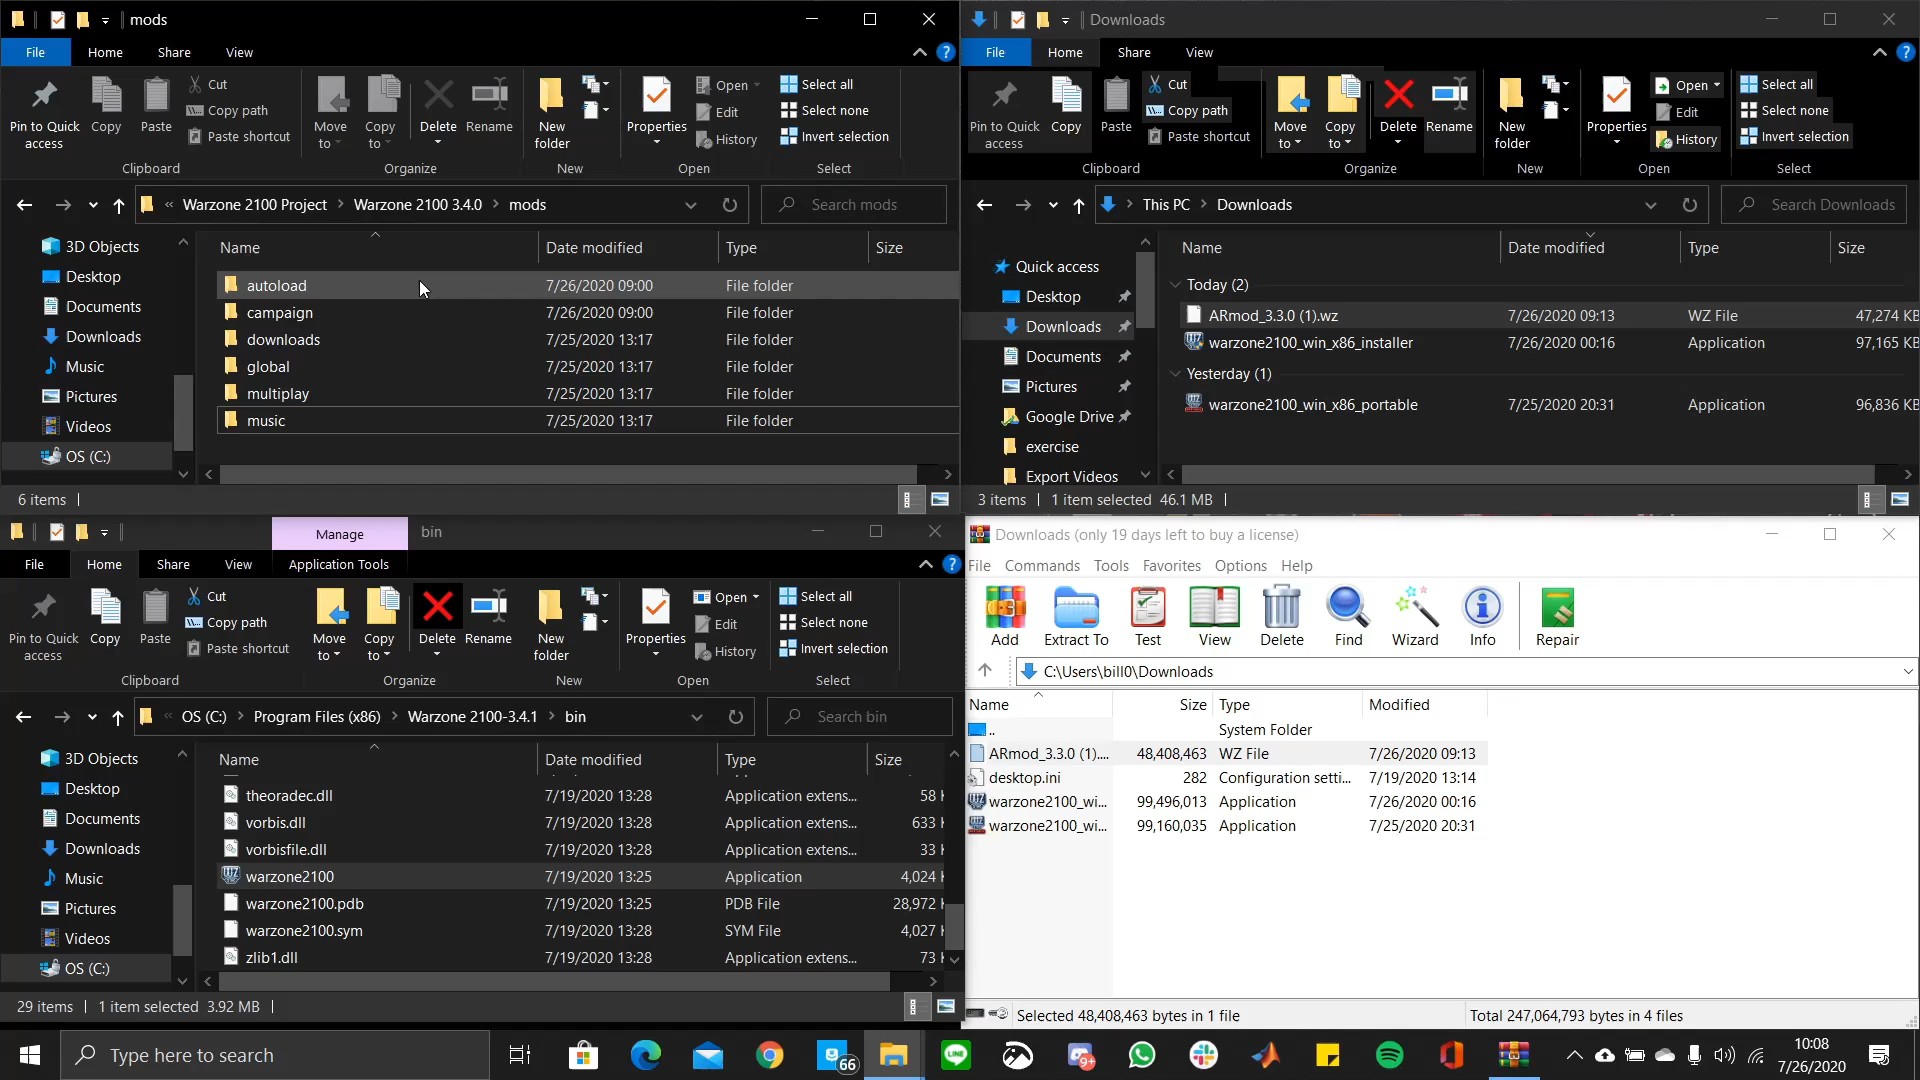 mods
File Home Share View
Pin to Quick access
Copy
Paste
Cut
Copy path
Paste shortcut
Move to
Copy to
Delete
Rename
New folder
Properties
Open
Edit
History
Select all
Select none
Invert selection
Clipboard Organize New Open Select
« Warzone 2100 Project > Warzone 2100 3.4.0 > mods
Search mods
3D Objects
Desktop
Documents
Downloads
Music
Pictures
Videos
OS (C:)
Name Date modified Type Size
autoload 7/26/2020 09:00 File folder
campaign 7/26/2020 09:00 File folder
downloads 7/25/2020 13:17 File folder
global 7/25/2020 13:17 File folder
multiplay 7/25/2020 13:17 File folder
music 7/25/2020 13:17 File folder
6 items
Downloads
File Home Share View
Pin to Quick access
Copy
Paste
Cut
Copy path
Paste shortcut
Move to
Copy to
Delete
Rename
New folder
Properties
Open
Edit
History
Select all
Select none
Invert selection
Clipboard Organize New Open Select
> This PC > Downloads
Search Downloads
Quick access
Desktop
Downloads
Documents
Pictures
Google Drive
exercise
Export Videos
Name Date modified Type Size
Today (2)
ARmod_3.3.0 (1).wz 7/26/2020 09:13 WZ File 47,274 KB
warzone2100_win_x86_installer 7/26/2020 00:16 Application 97,165 KB
Yesterday (1)
warzone2100_win_x86_portable 7/25/2020 20:31 Application 96,836 KB
3 items 1 item selected 46.1 MB
Manage bin
File Home Share View Application Tools
Pin to Quick access
Copy
Paste
Cut
Copy path
Paste shortcut
Move to
Copy to
Delete
Rename
New folder
Properties
Open
Edit
History
Select all
Select none
Invert selection
Clipboard Organize New Open Select
« OS (C:) > Program Files (x86) > Warzone 2100-3.4.1 > bin
Search bin
3D Objects
Desktop
Documents
Downloads
Music
Pictures
Videos
OS (C:)
Name Date modified Type Size
theoradec.dll 7/19/2020 13:28 Application extens... 58
vorbis.dll 7/19/2020 13:28 Application extens... 633
vorbisfile.dll 7/19/2020 13:28 Application extens... 33
warzone2100 7/19/2020 13:25 Application 4,024
warzone2100.pdb 7/19/2020 13:25 PDB File 28,972
warzone2100.sym 7/19/2020 13:28 SYM File 4,027
zlib1.dll 7/19/2020 13:28 Application extens... 73
29 items 1 item selected 3.92 MB
Downloads (only 19 days left to buy a license)
File Commands Tools Favorites Options Help
Add Extract To Test View Delete Find Wizard Info Repair
C:\Users\bill0\Downloads
Name Size Type Modified
.. System Folder
ARmod_3.3.0 (1).... 48,408,463 WZ File 7/26/2020 09:13
desktop.ini 282 Configuration setti... 7/19/2020 13:14
warzone2100_wi... 99,496,013 Application 7/26/2020 00:16
warzone2100_wi... 99,160,035 Application 7/25/2020 20:31
Selected 48,408,463 bytes in 1 file Total 247,064,793 bytes in 4 files
Type here to search
66
LINE
9+
10:08
7/26/2020